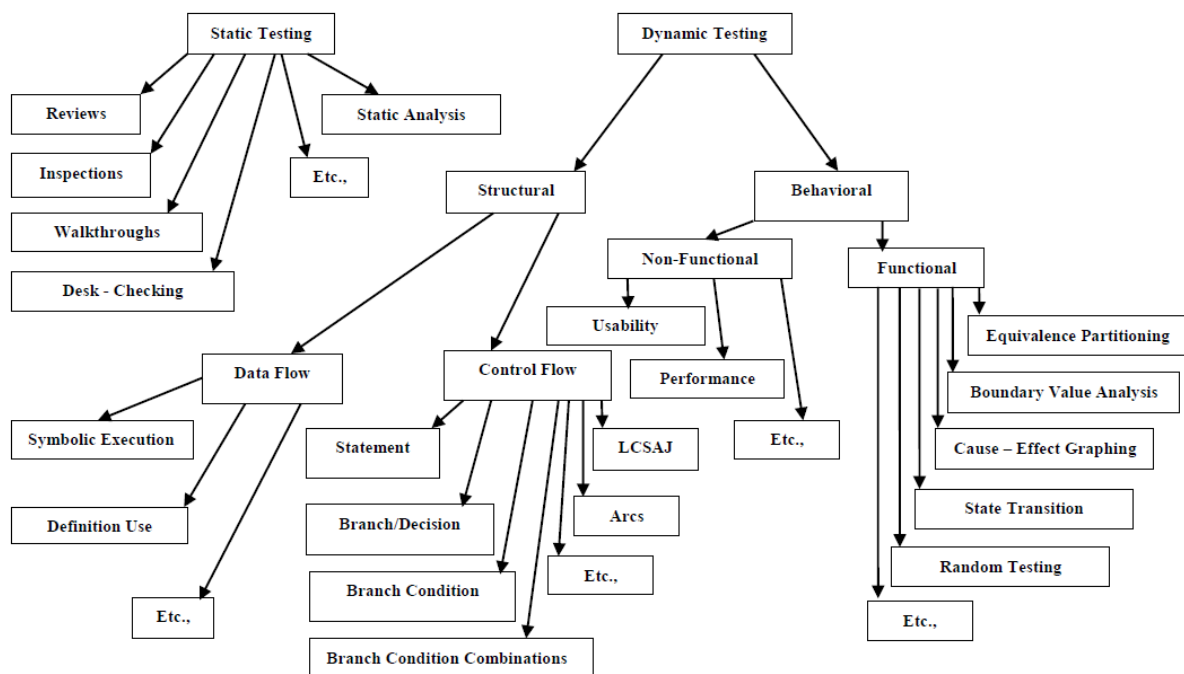 Static Testing
Dynamic Testing
Reviews
Static Analysis
Inspections
Etc.,
Structural
Behavioral
Walkthroughs
Non-Functional
Functional
Desk - Checking
Usability
Equivalence Partitioning
Data Flow
Control Flow
Performance
Boundary Value Analysis
Symbolic Execution
Statement
LCSAJ
Etc.,
Cause – Effect Graphing
Definition Use
Branch/Decision
Arcs
State Transition
Etc.,
Random Testing
Branch Condition
Etc.,
Etc.,
Branch Condition Combinations